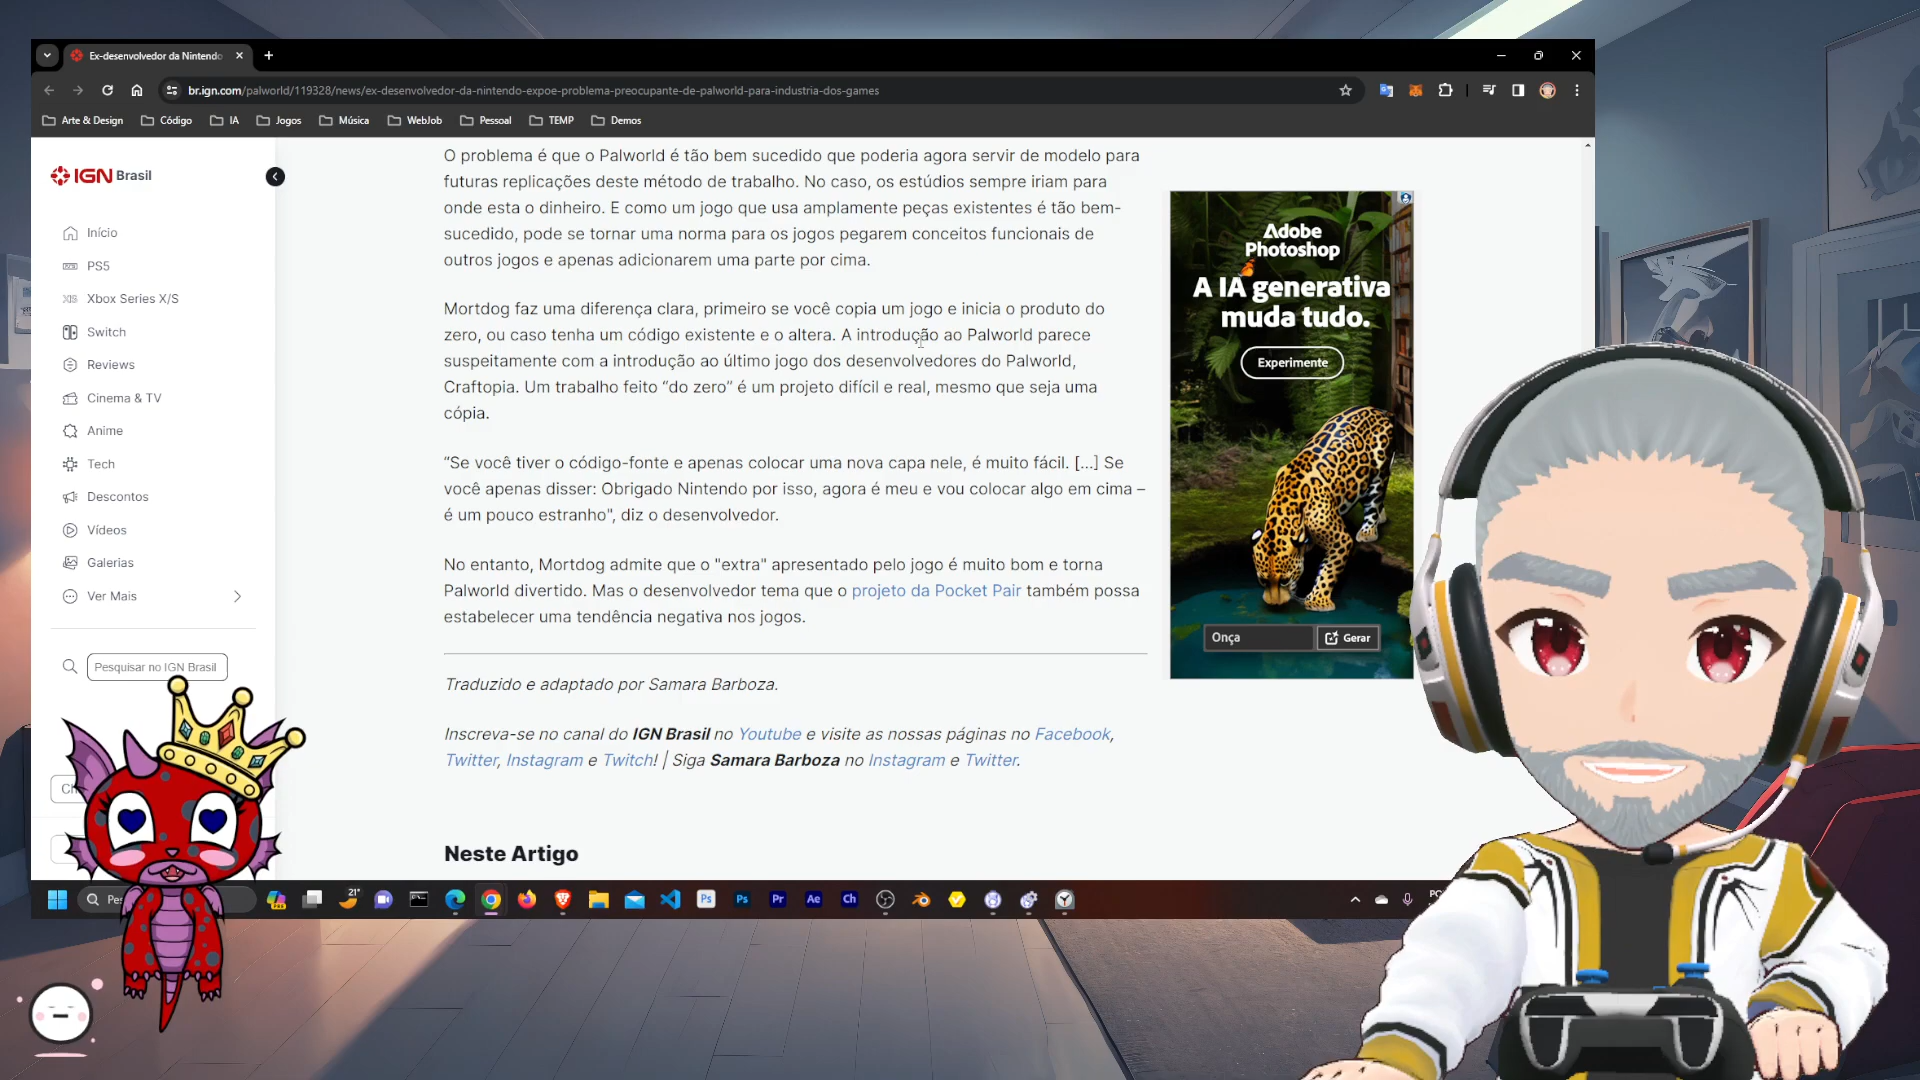 Ex-desenvolvedor da Nintendo
br.ign.com/palworld/119328/news/ex-desenvolvedor-da-nintendo-expoe-problema-preocupante-de-palworld-para-industria-dos-games
Arte & Design
Código
IA
Jogos
Música
WebJob
Pessoal
TEMP
Demos
IGN Brasil
Início
PS5
Xbox Series X/S
Switch
Reviews
Cinema & TV
Anime
Tech
Descontos
Vídeos
Galerias
Ver Mais
Pesquisar no IGN Brasil
O problema é que o Palworld é tão bem sucedido que poderia agora servir de modelo para
futuras replicações deste método de trabalho. No caso, os estúdios sempre iriam para
onde esta o dinheiro. E como um jogo que usa amplamente peças existentes é tão bem-
sucedido, pode se tornar uma norma para os jogos pegarem conceitos funcionais de
outros jogos e apenas adicionarem uma parte por cima.
Mortdog faz uma diferença clara, primeiro se você copia um jogo e inicia o produto do
zero, ou caso tenha um código existente e o altera. A introdução ao Palworld parece
suspeitamente com a introdução ao último jogo dos desenvolvedores do Palworld,
Craftopia. Um trabalho feito “do zero” é um projeto difícil e real, mesmo que seja uma
cópia.
“Se você tiver o código-fonte e apenas colocar uma nova capa nele, é muito fácil. [...] Se
você apenas disser: Obrigado Nintendo por isso, agora é meu e vou colocar algo em cima –
é um pouco estranho", diz o desenvolvedor.
No entanto, Mortdog admite que o "extra" apresentado pelo jogo é muito bom e torna
Palworld divertido. Mas o desenvolvedor tema que o projeto da Pocket Pair também possa
estabelecer uma tendência negativa nos jogos.
Traduzido e adaptado por Samara Barboza.
Inscreva-se no canal do IGN Brasil no Youtube e visite as nossas páginas no Facebook,
Twitter, Instagram e Twitch! | Siga Samara Barboza no Instagram e Twitter.
Neste Artigo
Adobe
Photoshop
A IA generativa
muda tudo.
Experimente
Onça
Gerar
21°
Ps
Ps
Pr
Ae
Ch